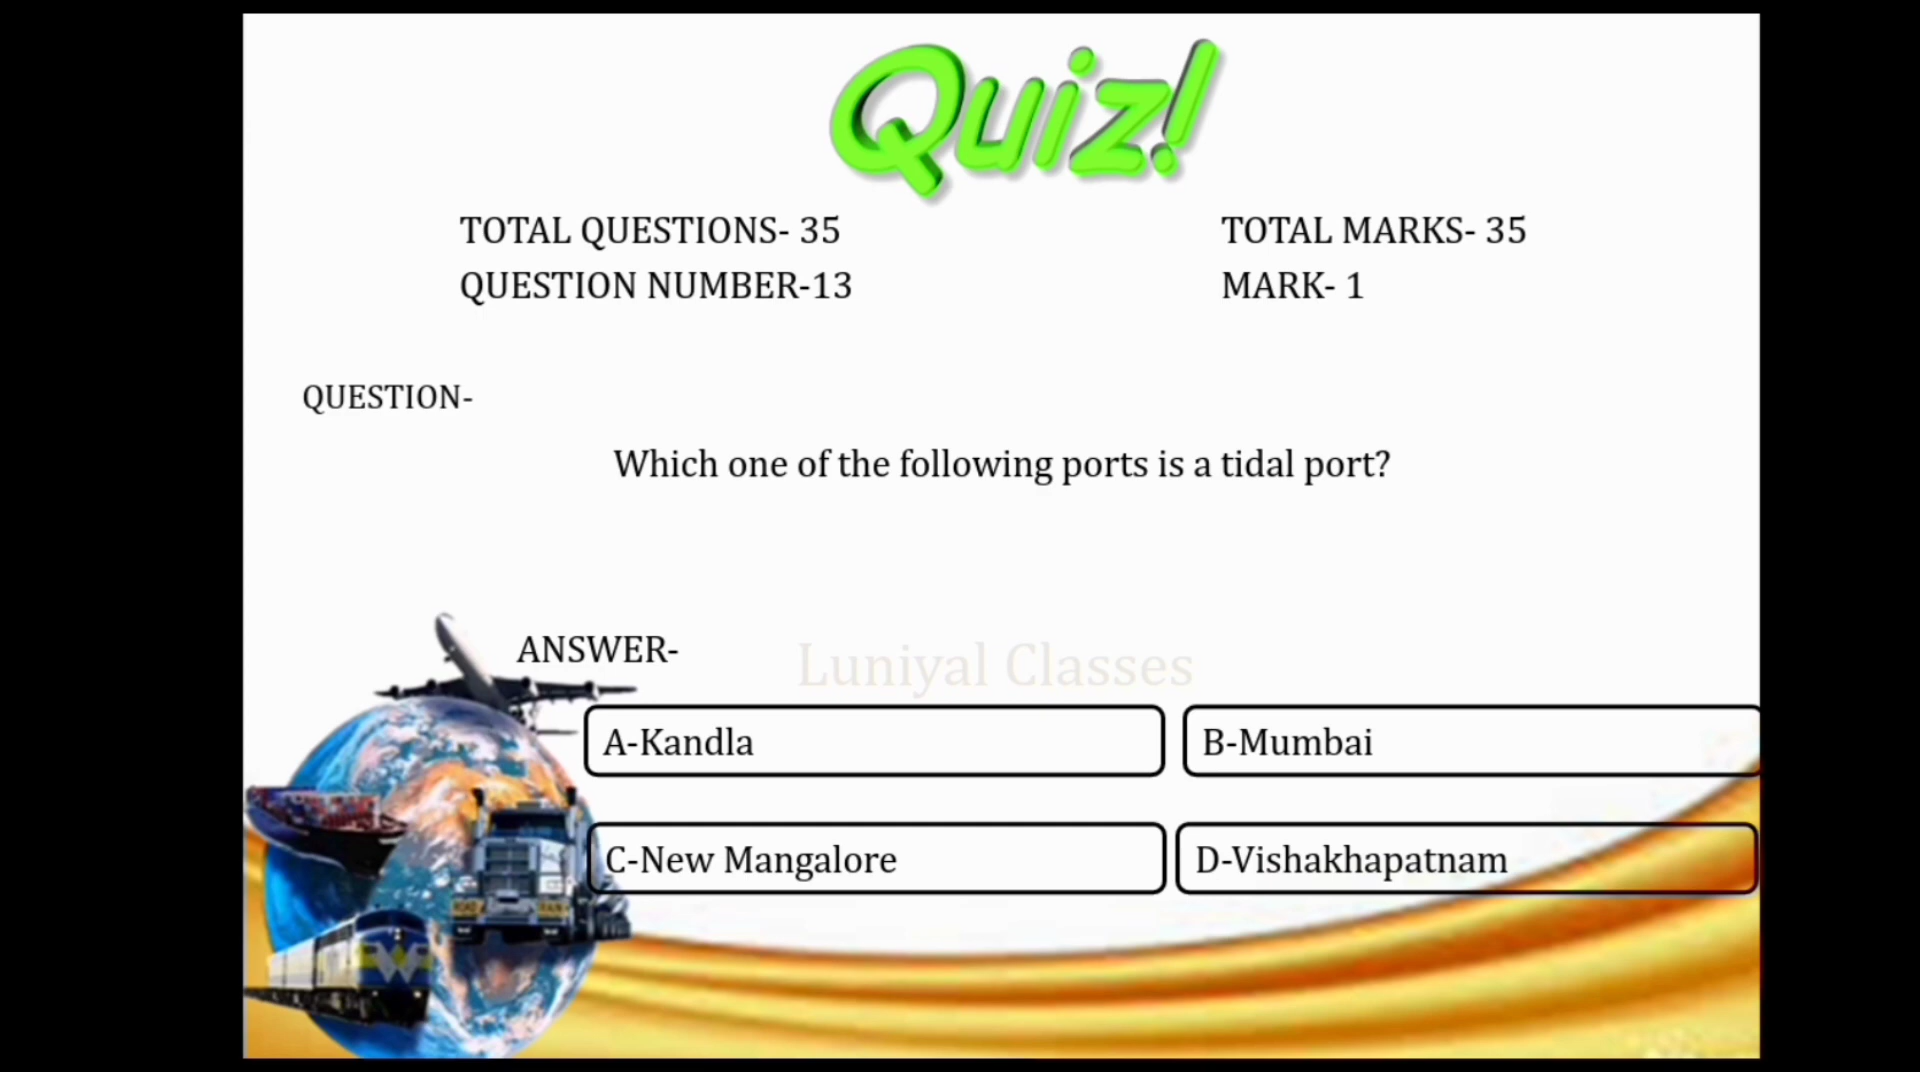 Quiz!
TOTAL QUESTIONS- 35
TOTAL MARKS- 35
QUESTION NUMBER-13
MARK- 1
QUESTION-
Which one of the following ports is a tidal port?
ANSWER-
Luniyal Classes
A-Kandla
B-Mumbai
C-New Mangalore
D-Vishakhapatnam